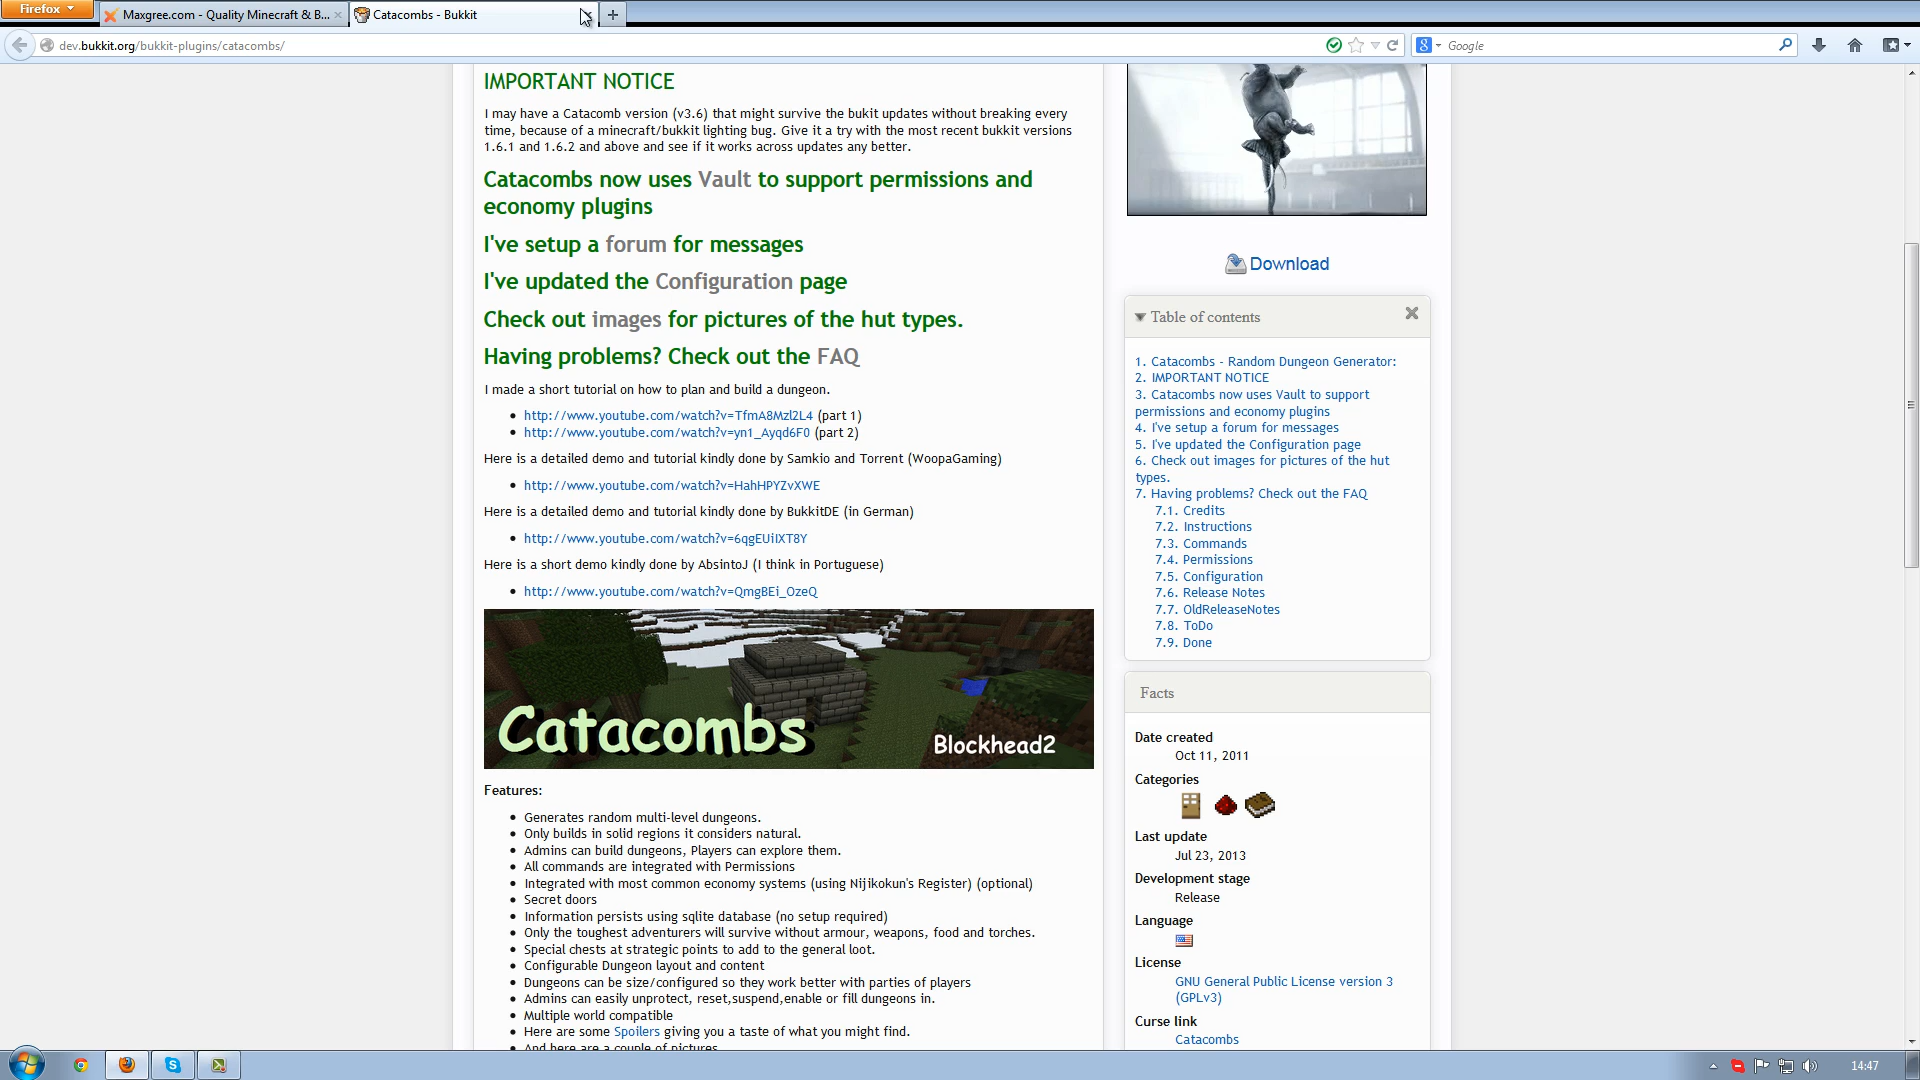 Firefox
Maxgree.com - Quality Minecraft & B...
Catacombs - Bukkit
dev.bukkit.org/bukkit-plugins/catacombs/
Google
IMPORTANT NOTICE
I may have a Catacomb version (v3.6) that might survive the bukit updates without breaking every
time, because of a minecraft/bukkit lighting bug. Give it a try with the most recent bukkit versions
1.6.1 and 1.6.2 and above and see if it works across updates any better.
Catacombs now uses Vault to support permissions and
economy plugins
I've setup a forum for messages
I've updated the Configuration page
Check out images for pictures of the hut types.
Having problems? Check out the FAQ
I made a short tutorial on how to plan and build a dungeon.
http://www.youtube.com/watch?v=TfmA8Mzl2L4 (part 1)
http://www.youtube.com/watch?v=yn1_Ayqd6F0 (part 2)
Here is a detailed demo and tutorial kindly done by Samkio and Torrent (WoopaGaming)
http://www.youtube.com/watch?v=HahHPYZvXWE
Here is a detailed demo and tutorial kindly done by BukkitDE (in German)
http://www.youtube.com/watch?v=6qgEUiIXT8Y
Here is a short demo kindly done by AbsintoJ (I think in Portuguese)
http://www.youtube.com/watch?v=QmgBEi_OzeQ
Catacombs
Blockhead2
Features:
Generates random multi-level dungeons.
Only builds in solid regions it considers natural.
Admins can build dungeons, Players can explore them.
All commands are integrated with Permissions
Integrated with most common economy systems (using Nijikokun's Register) (optional)
Secret doors
Information persists using sqlite database (no setup required)
Only the toughest adventurers will survive without armour, weapons, food and torches.
Special chests at strategic points to add to the general loot.
Configurable Dungeon layout and content
Dungeons can be size/configured so they work better with parties of players
Admins can easily unprotect, reset,suspend,enable or fill dungeons in.
Multiple world compatible
Here are some Spoilers giving you a taste of what you might find.
And here are a couple of pictures
Download
Table of contents
1. Catacombs - Random Dungeon Generator:
2. IMPORTANT NOTICE
3. Catacombs now uses Vault to support
permissions and economy plugins
4. I've setup a forum for messages
5. I've updated the Configuration page
6. Check out images for pictures of the hut
types.
7. Having problems? Check out the FAQ
7.1. Credits
7.2. Instructions
7.3. Commands
7.4. Permissions
7.5. Configuration
7.6. Release Notes
7.7. OldReleaseNotes
7.8. ToDo
7.9. Done
Facts
Date created
Oct 11, 2011
Categories
Last update
Jul 23, 2013
Development stage
Release
Language
License
GNU General Public License version 3
(GPLv3)
Curse link
Catacombs
14:47